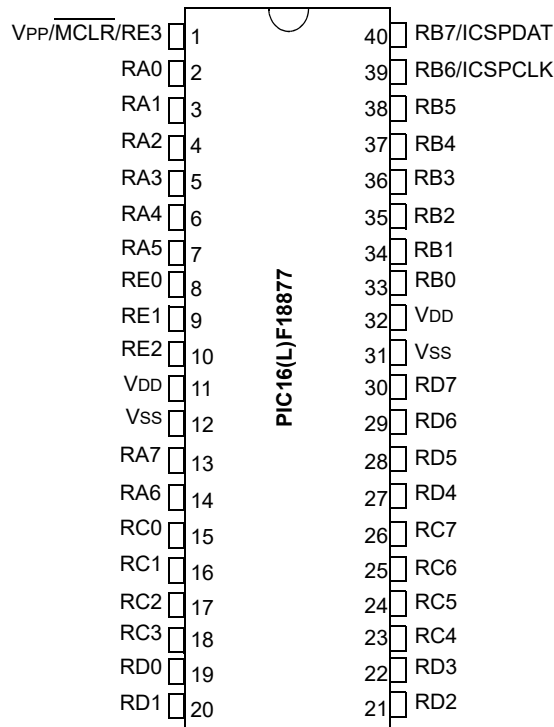 VPP/MCLR/RE3 1 40 RB7/ICSPDAT
RA0 2 39 RB6/ICSPCLK
RA1 3 38 RB5
RA2 4 37 RB4
RA3 5 36 RB3
RA4 6 35 RB2
RA5 7 34 RB1
RE0 8 33 RB0
RE1 9 32 VDD
RE2 10 31 VSS
VDD 11 30 RD7
VSS 12 29 RD6
RA7 13 28 RD5
RA6 14 27 RD4
RC0 15 26 RC7
RC1 16 25 RC6
RC2 17 24 RC5
RC3 18 23 RC4
RD0 19 22 RD3
RD1 20 21 RD2
PIC16(L)F18877